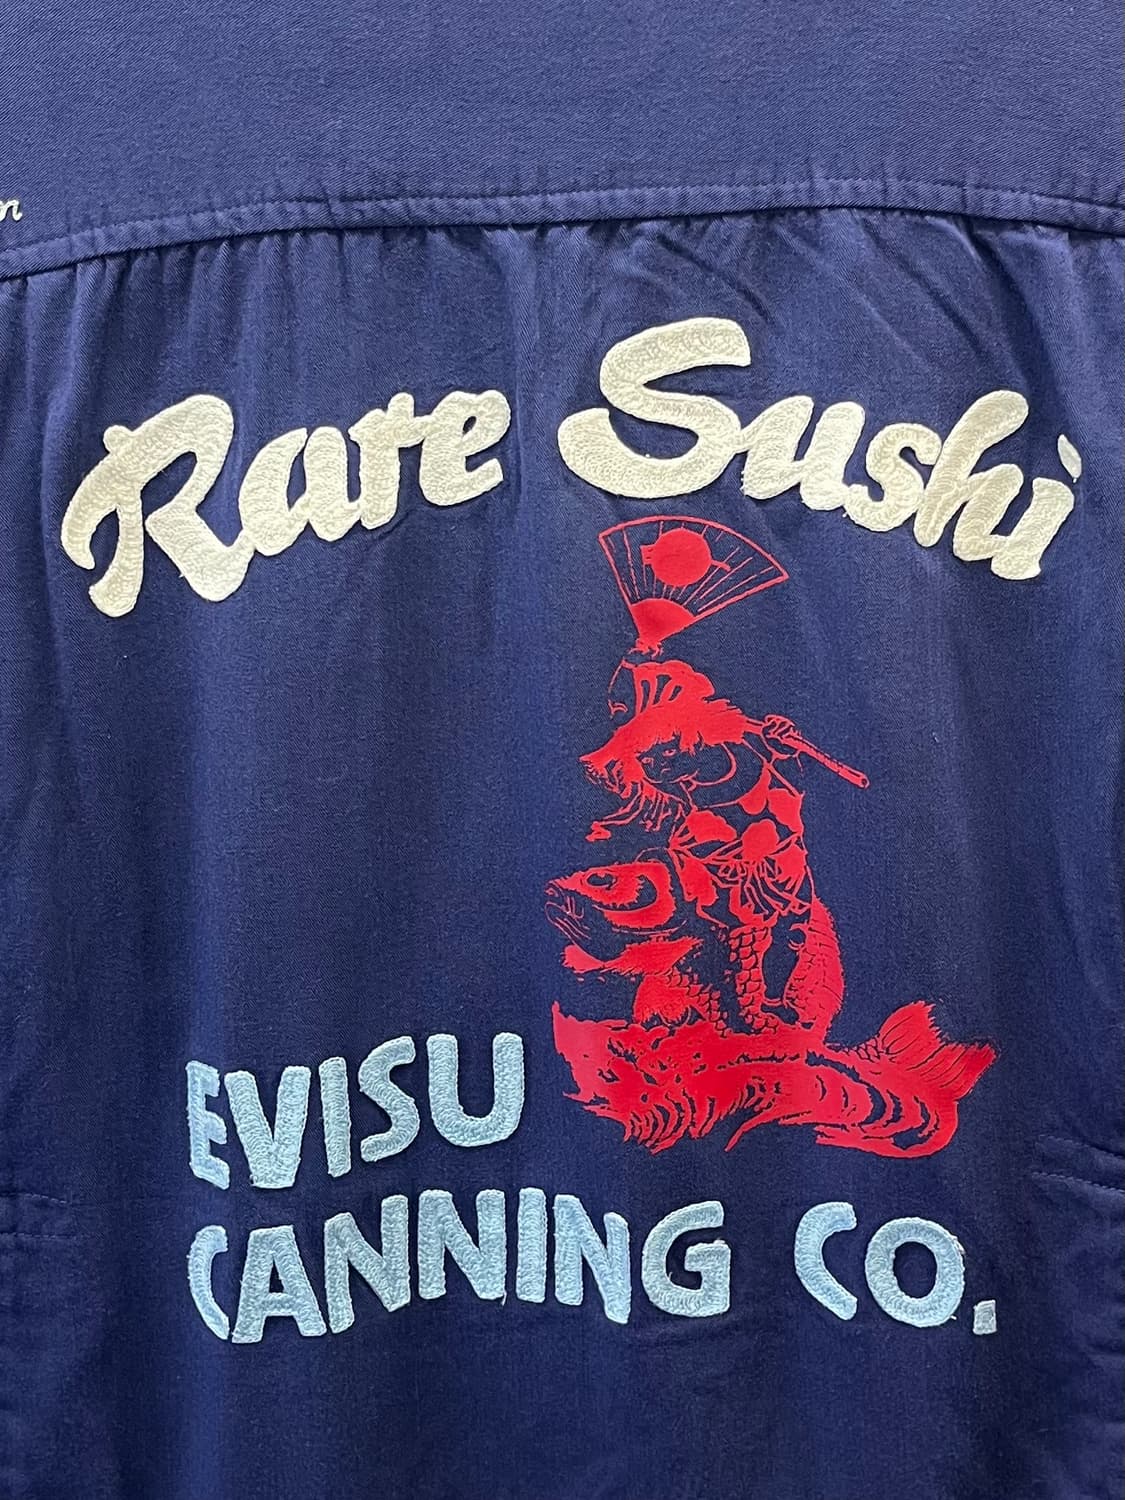 Rare Sushi
EVISU
CANNING CO.